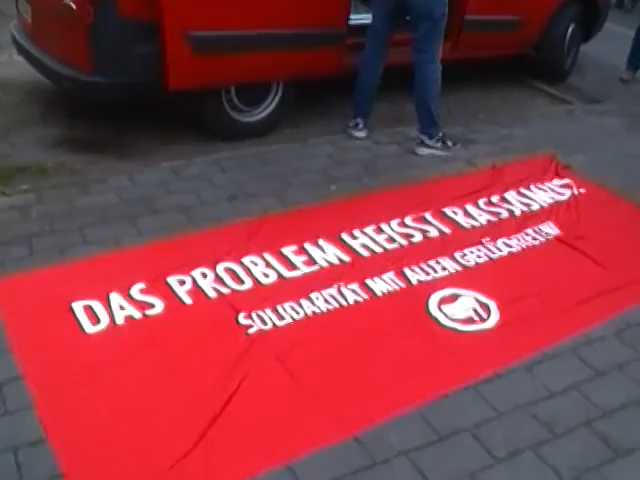 DAS PROBLEM HEISST RASSISMUS.
SOLIDARITÄT MIT ALLEN GEFLÜCHTETEN!